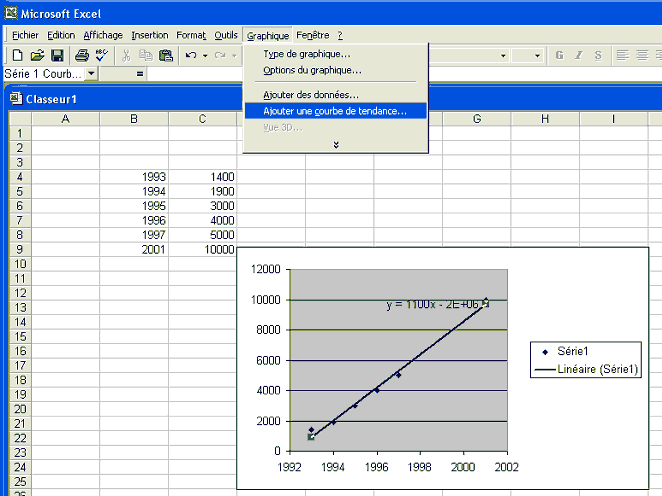 Microsoft Excel
Fichier Edition Affichage Insertion Format Outils Graphique Fenêtre ?
Type de graphique...
Options du graphique...
Ajouter des données...
Ajouter une courbe de tendance...
Vue 3D...
G I S
Série 1 Courb... =
Classeur1
A B C G H I
1
2
3
4 1993 1400
5 1994 1900
6 1995 3000
7 1996 4000
8 1997 5000
9 2001 10000
10
11
12
13
14
15
16
17
18
19
20
21
22
23
24
25
12000
10000
8000
6000
4000
2000
0
1992 1994 1996 1998 2000 2002
y = 1100x - 2E+06
Série1
Linéaire (Série1)